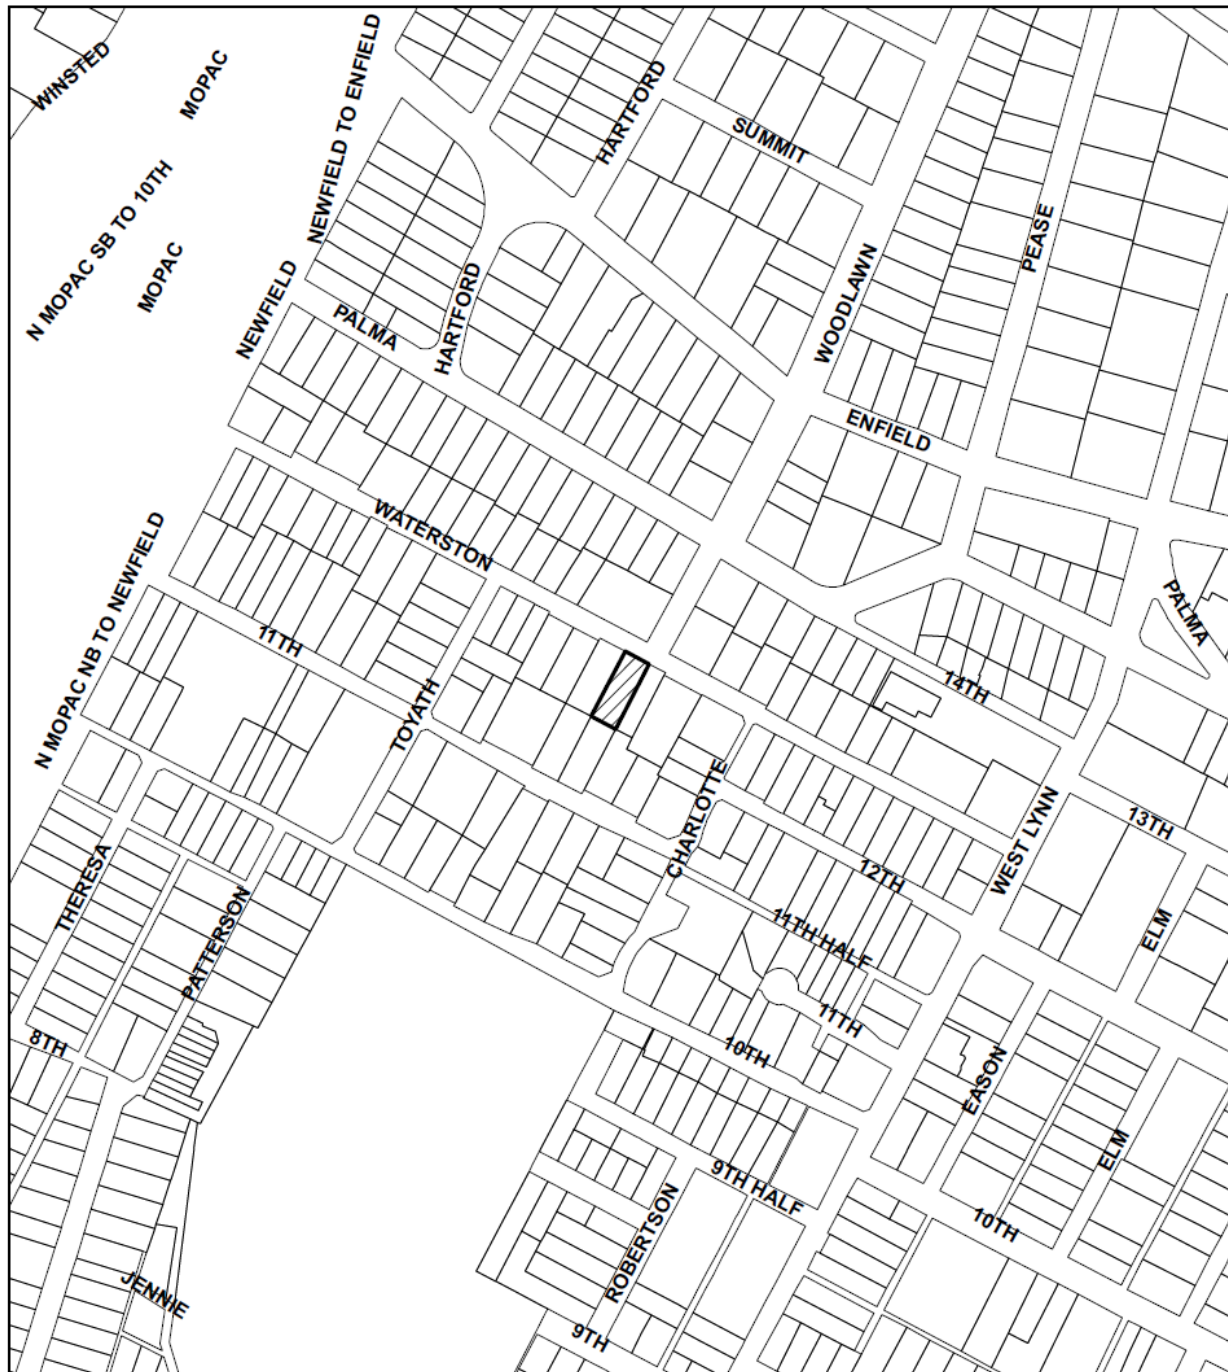 WINSTED
MOPAC
NEWFIELD TO ENFIELD
HARTFORD
SUMMIT
N MOPAC SB TO 10TH
MOPAC
NEWFIELD
PALMA
HARTFORD
WOODLAWN
PEASE
ENFIELD
WATERSTON
N MOPAC NB TO NEWFIELD
11TH
TOYATH
14TH
PALMA
CHARLOTTE
WEST LYNN
13TH
THERESA
PATTERSON
12TH
11TH HALF
ELM
8TH
11TH
10TH
EASON
ELM
9TH HALF
ROBERTSON
10TH
JENNIE
9TH